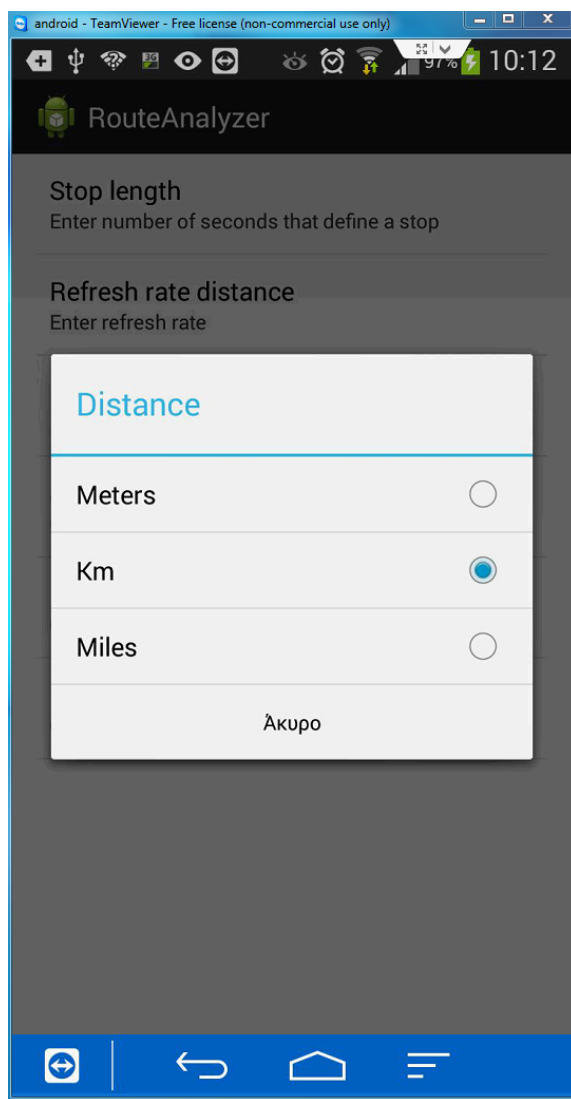 android - TeamViewer - Free license (non-commercial use only)
97% 10:12
RouteAnalyzer
Stop length
Enter number of seconds that define a stop
Refresh rate distance
Enter refresh rate
Distance
Meters
Km
Miles
Άκυρο